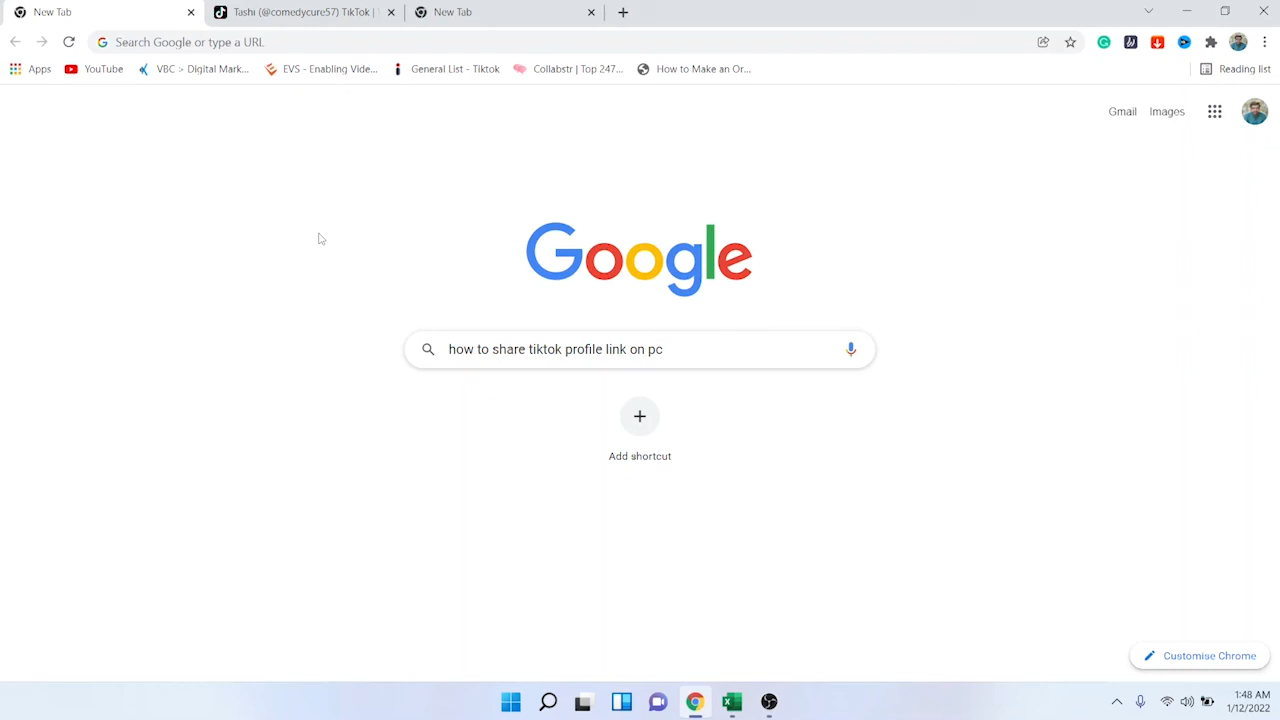 New Tab
Tashi (@comedycure57) TikTok |
New Tab
Search Google or type a URL
Apps
YouTube
VBC > Digital Mark...
EVS - Enabling Vide...
General List - Tiktok
Collabstr | Top 247...
How to Make an Or...
Reading list
Gmail
Images
Google
how to share tiktok profile link on pc
Add shortcut
Customise Chrome
1:48 AM
1/12/2022